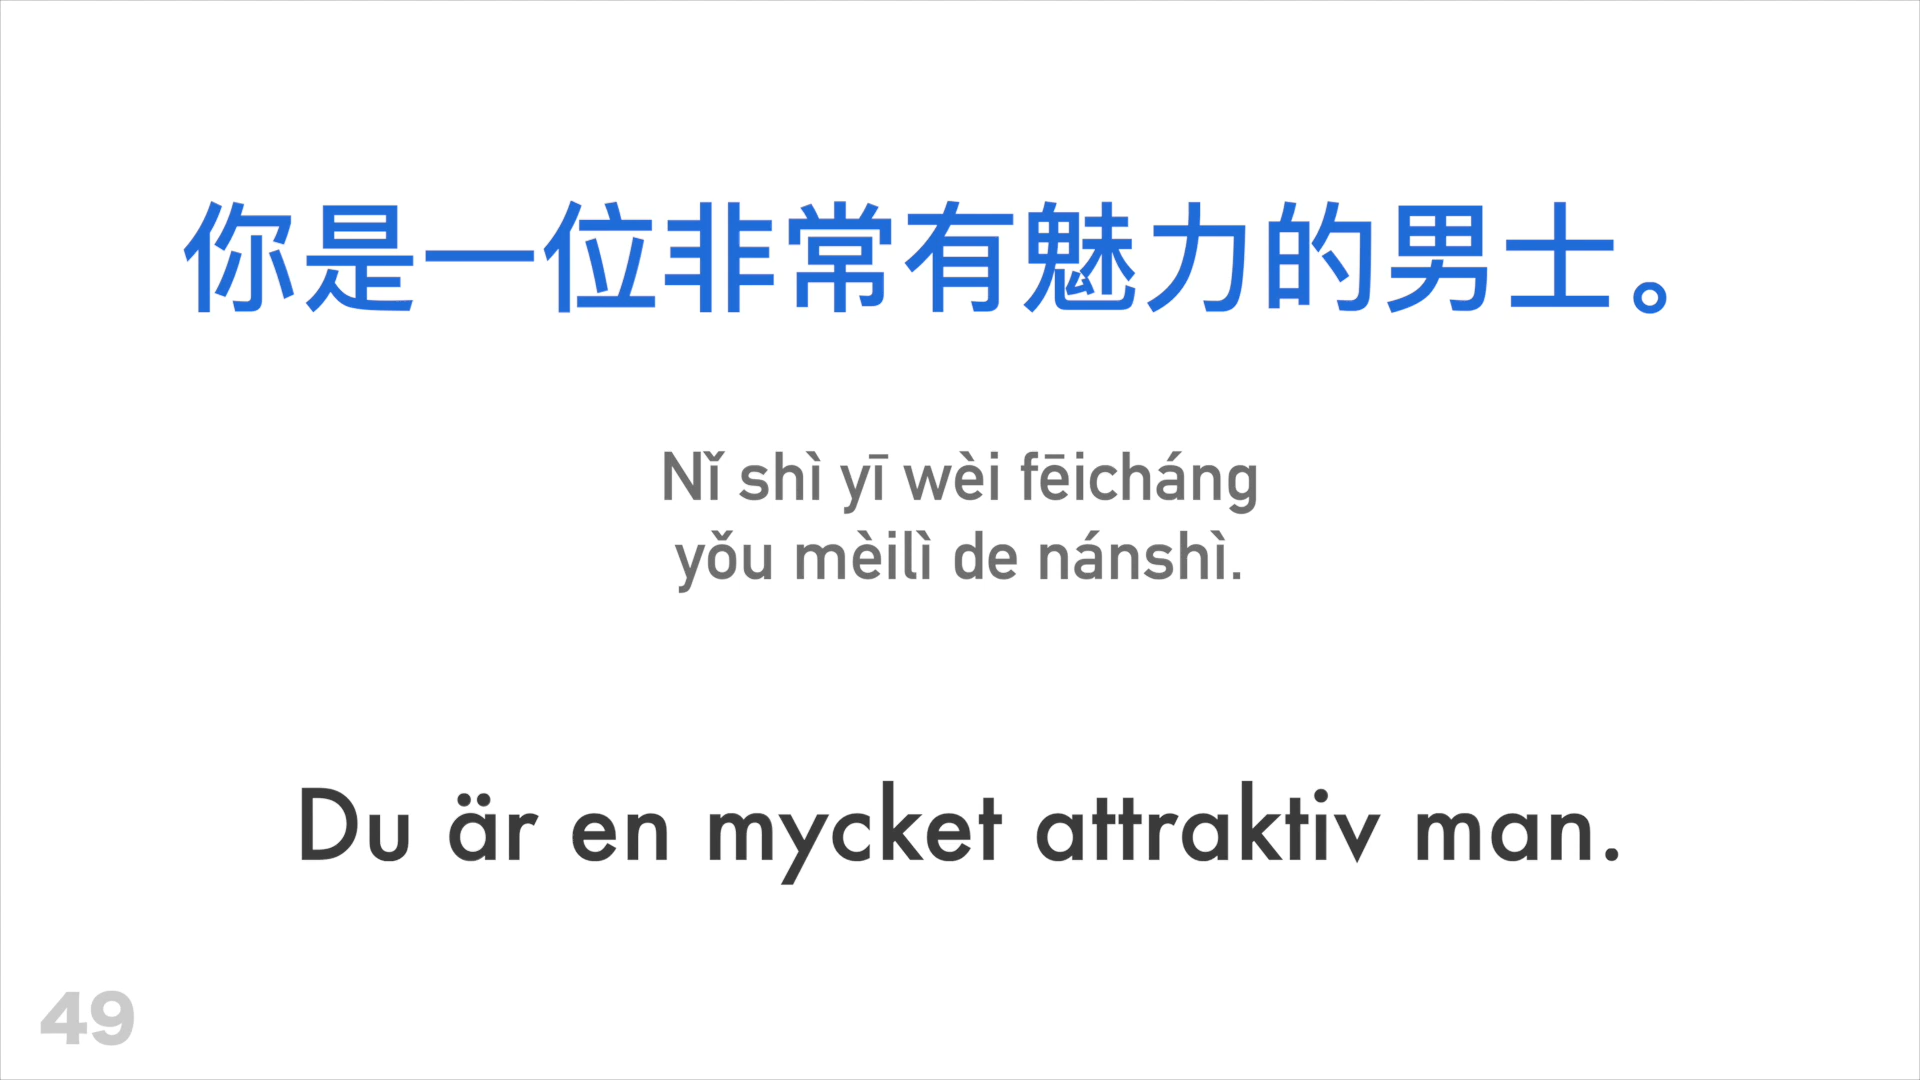 你是一位非常有魅力的男士。
Nǐ shì yī wèi fēicháng
yǒu mèilì de nánshì.
Du är en mycket attraktiv man.
49